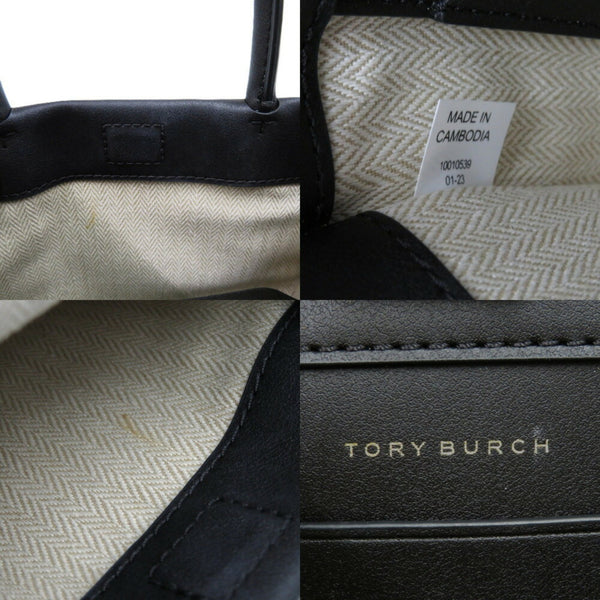 MADE IN
CAMBODIA
10010539
01-23
TORY BURCH